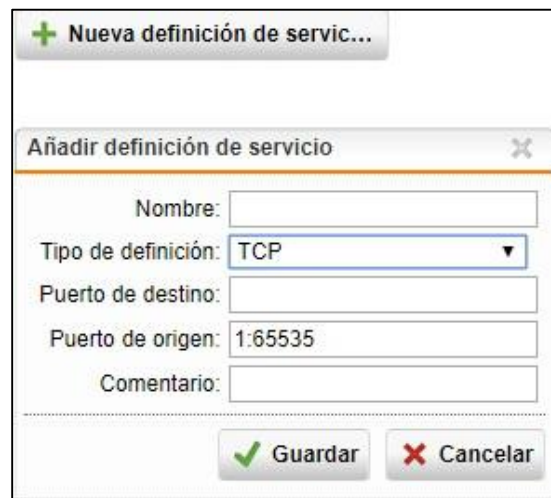 Nueva definición de servic...
Añadir definición de servicio
Nombre:
Tipo de definición: TCP
Puerto de destino:
Puerto de origen: 1:65535
Comentario:
Guardar Cancelar